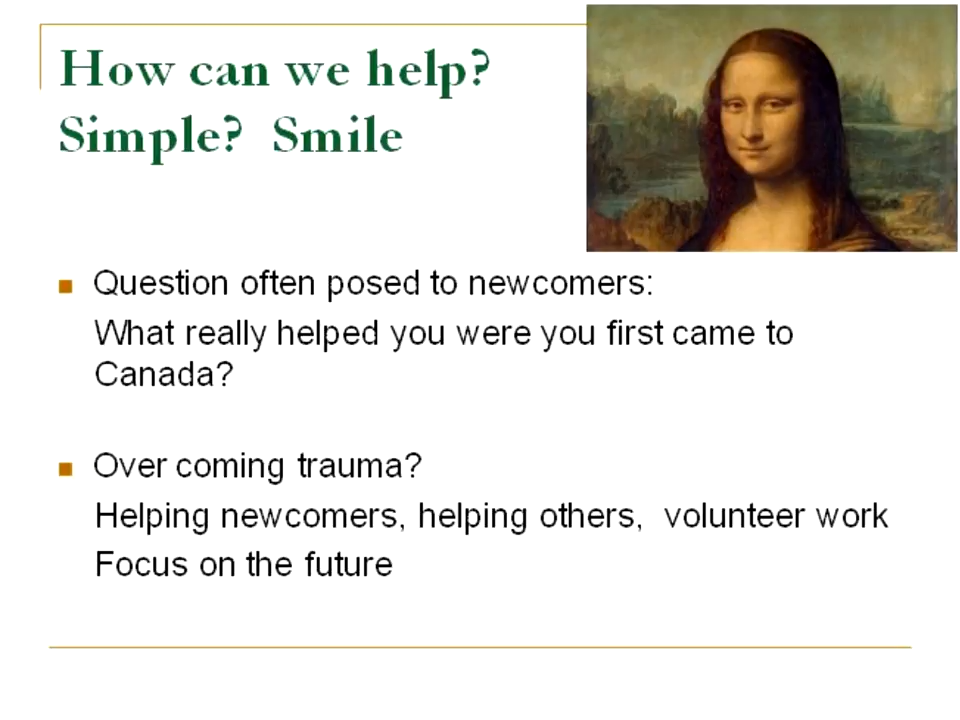 How can we help?
Simple?  Smile
Question often posed to newcomers:
What really helped you were you first came to
Canada?
Over coming trauma?
Helping newcomers, helping others,  volunteer work
Focus on the future